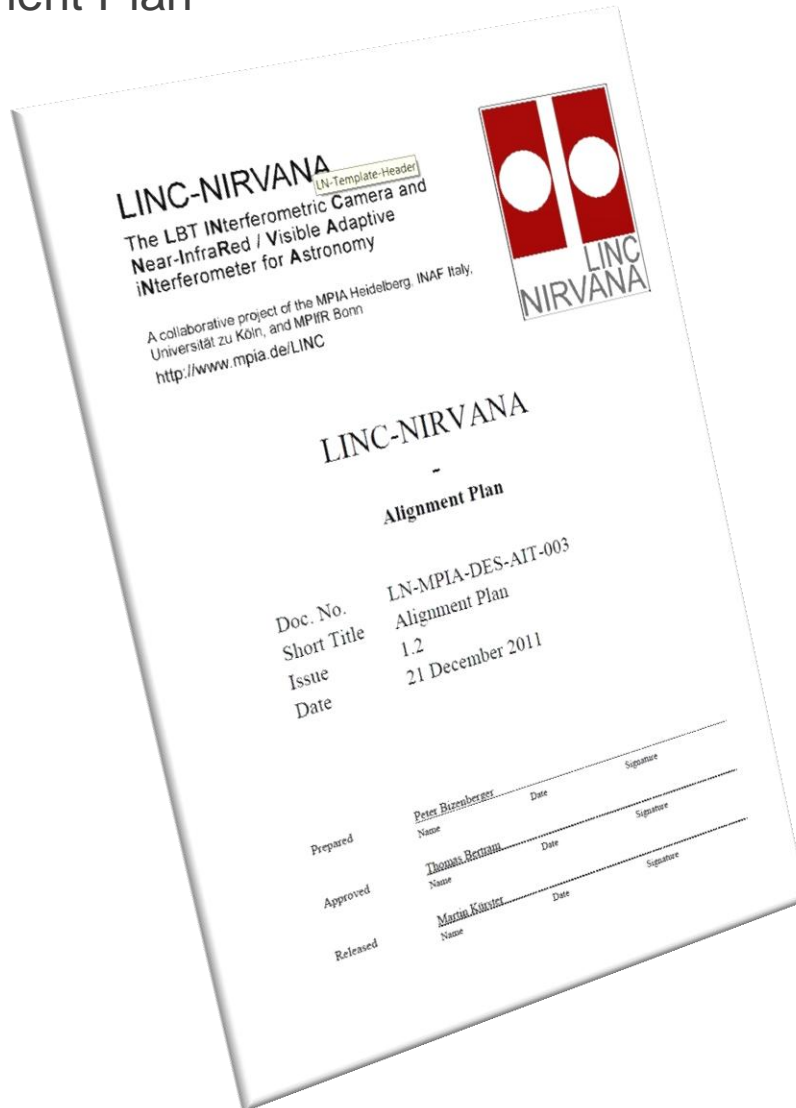 Plan
LINC-NIRVANA
LN-Template-Header
The LBT INterferometric Camera and
Near-InfraRed / Visible Adaptive
iNterferometer for Astronomy
A collaborative project of the MPIA Heidelberg, INAF Italy,
Universität zu Köln, and MPIfR Bonn
http://www.mpia.de/LINC
LINC
NIRVANA
LINC-NIRVANA
-
Alignment Plan
Doc. No. LN-MPIA-DES-AIT-003
Short Title Alignment Plan
Issue 1.2
Date 21 December 2011
Prepared Peter Bizenberger
Name Date Signature
Approved Thomas Bertram
Name Date Signature
Released Martin Kürster
Name Date Signature